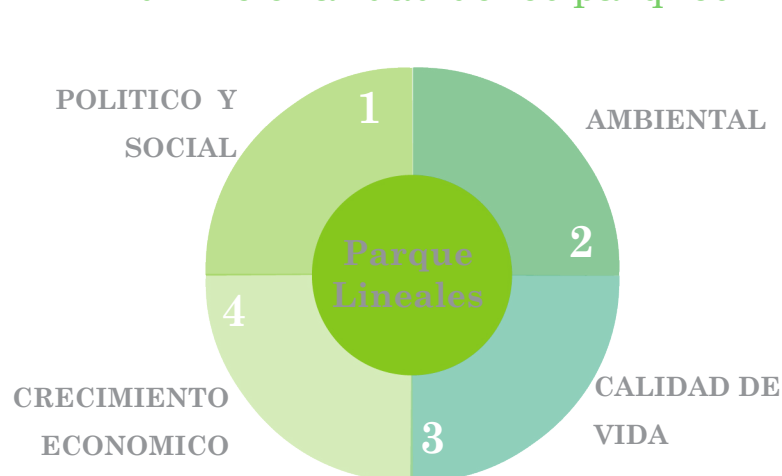 POLITICO Y
SOCIAL
1
AMBIENTAL
2
Parque
Lineales
4
CRECIMIENTO
ECONOMICO
3
CALIDAD DE
VIDA